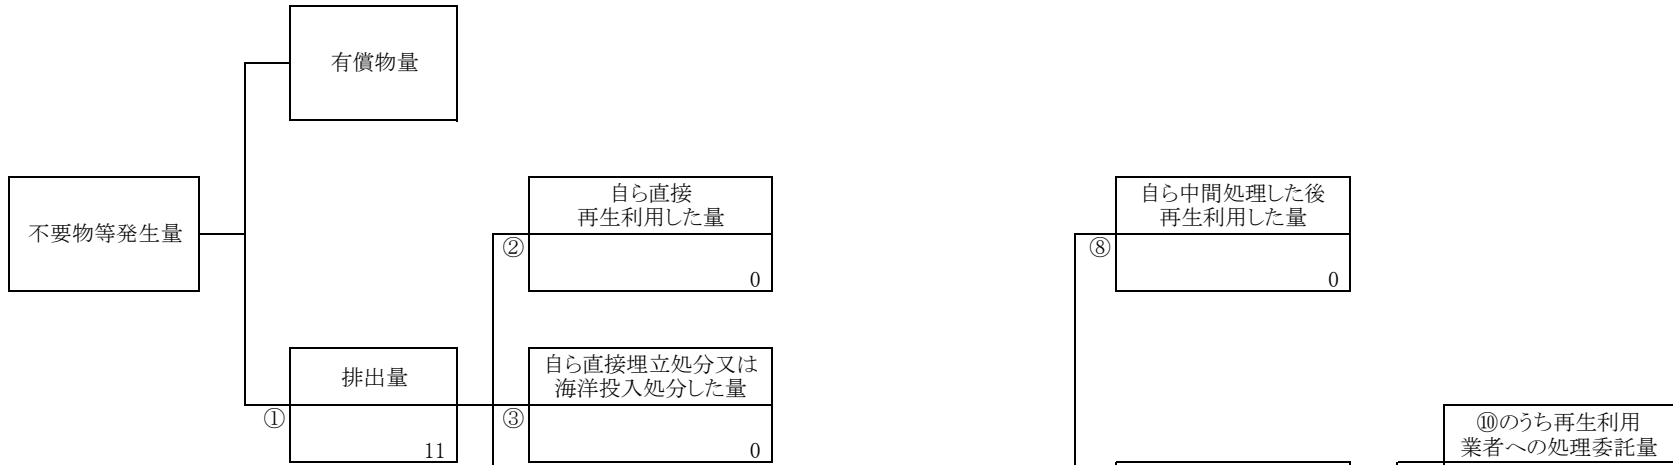 有償物量
不要物等発生量
自ら直接
再生利用した量
②
0
自ら中間処理した後
再生利用した量
⑧
0
排出量
①
11
自ら直接埋立処分又は
海洋投入処分した量
③
0
⑩のうち再生利用
業者への処理委託量